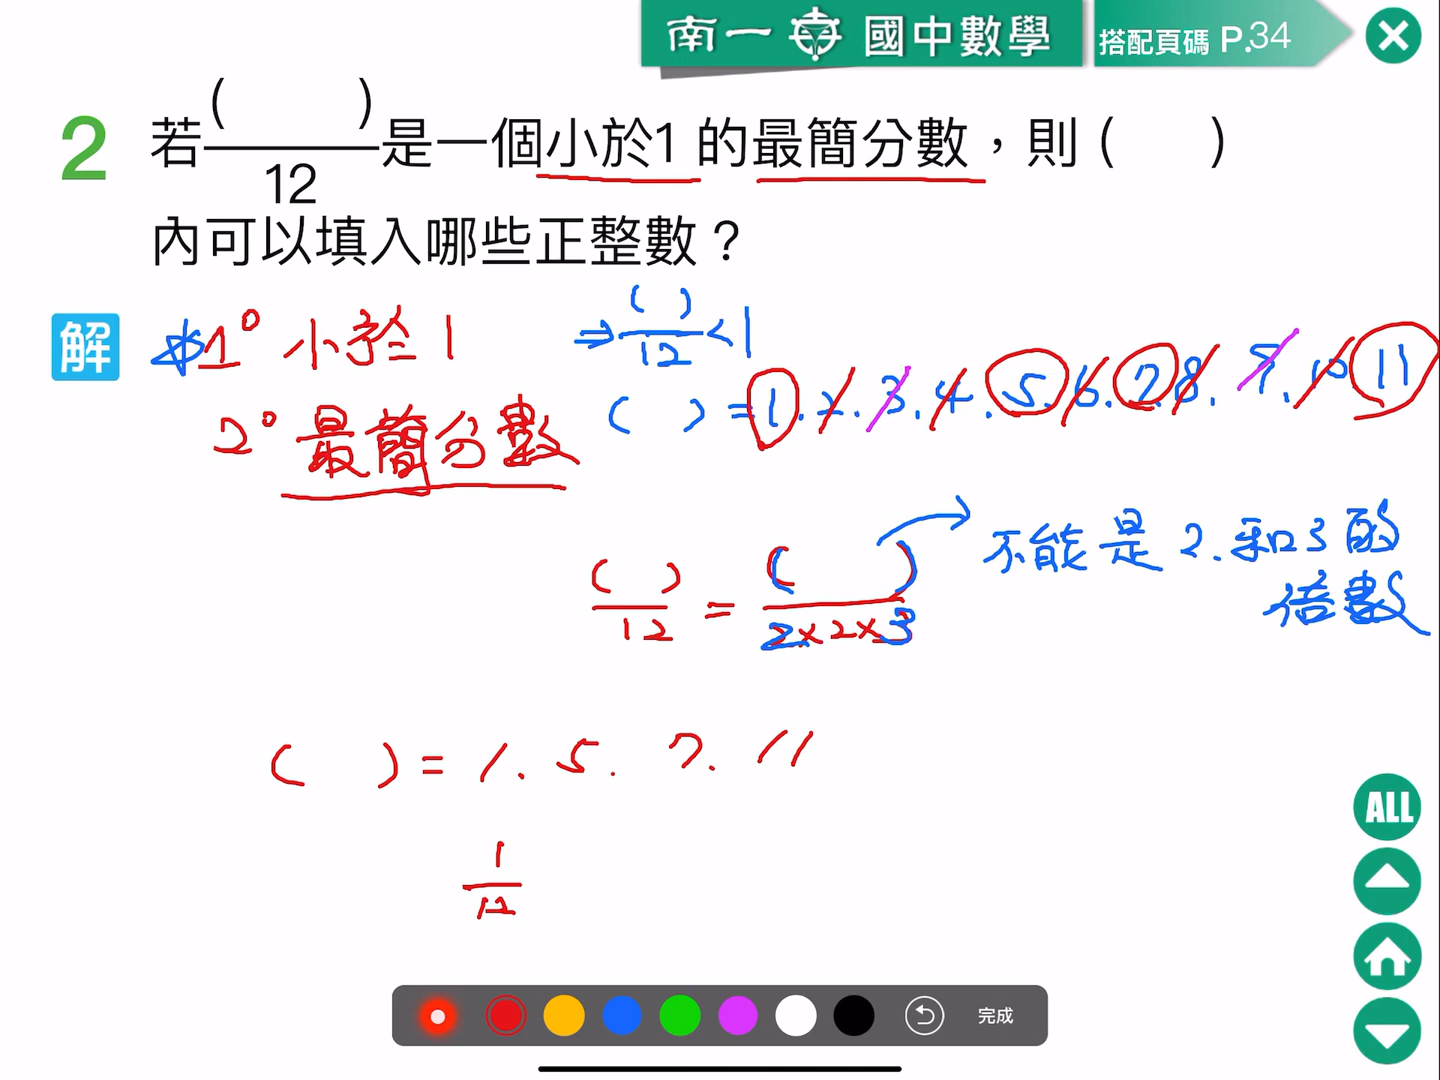 南一 國中數學 搭配頁碼 P.34
2 若( )/12是一個小於1 的最簡分數，則( )
內可以填入哪些正整數？
解 *1° 小於 1 ⇒ ( )/12 < 1
( ) = 1. 2. 3. 4. 5. 6. 7. 8. 9. 10 11
2° 最簡分數
( )/12 = ( )/2×2×3 不能是 2. 和 3 的
倍數
( ) = 1. 5. 7. 11
1/12
ALL
完成